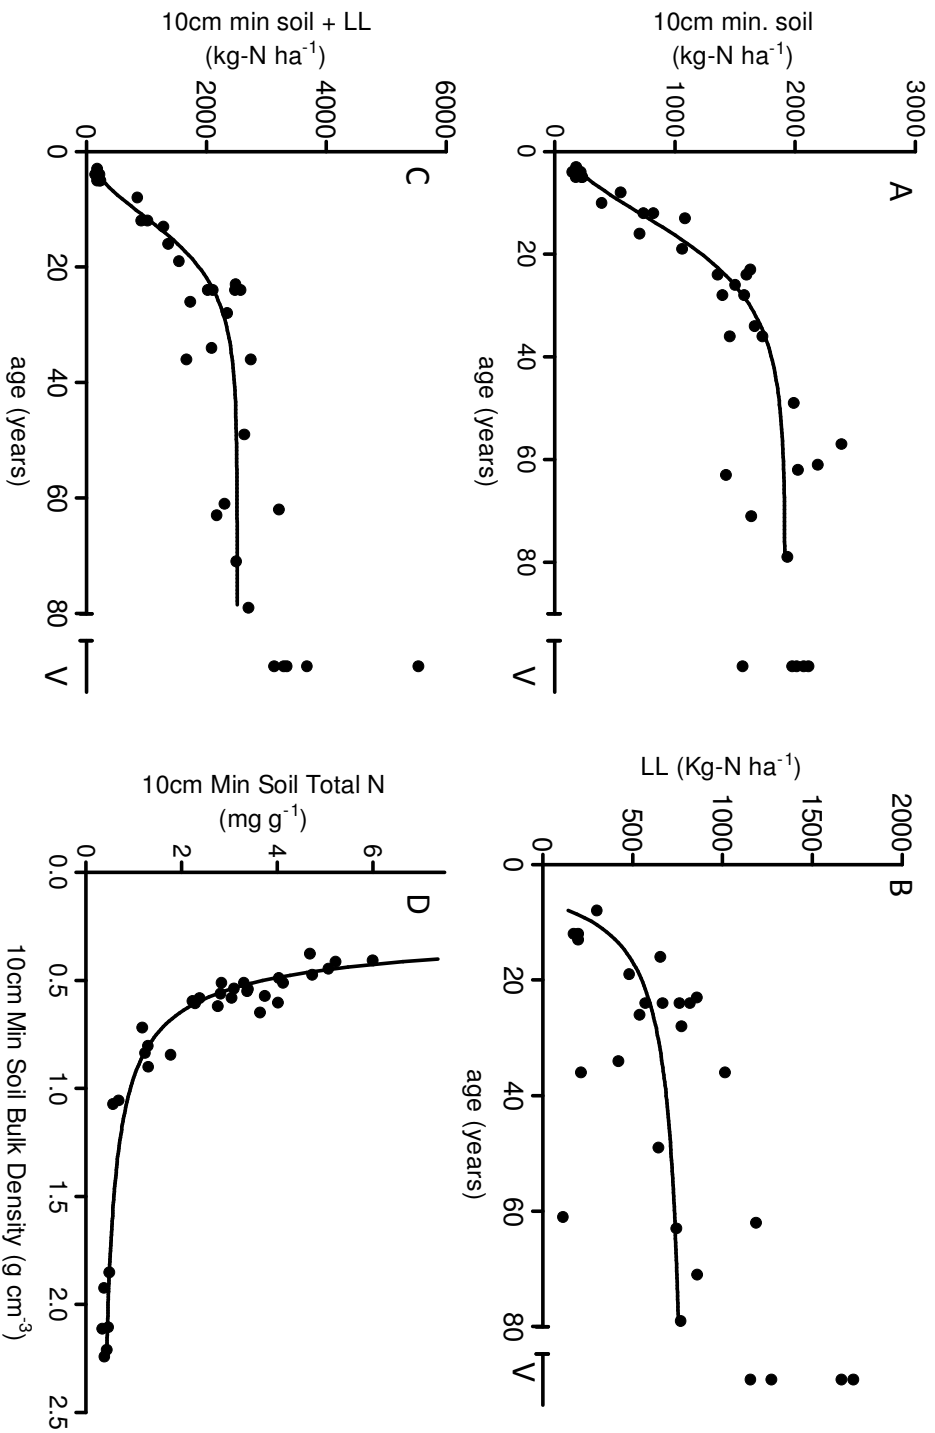 A
10cm min. soil
(kg-N ha⁻¹)
3000
2000
1000
0
0
20
40
60
80
V
age (years)
B
LL (Kg-N ha⁻¹)
2000
1500
1000
500
0
0
20
40
60
80
V
age (years)
C
10cm min soil + LL
(kg-N ha⁻¹)
6000
4000
2000
0
0
20
40
60
80
V
age (years)
D
10cm Min Soil Total N
(mg g⁻¹)
6
4
2
0
0.0
0.5
1.0
1.5
2.0
2.5
10cm Min Soil Bulk Density (g cm⁻³)